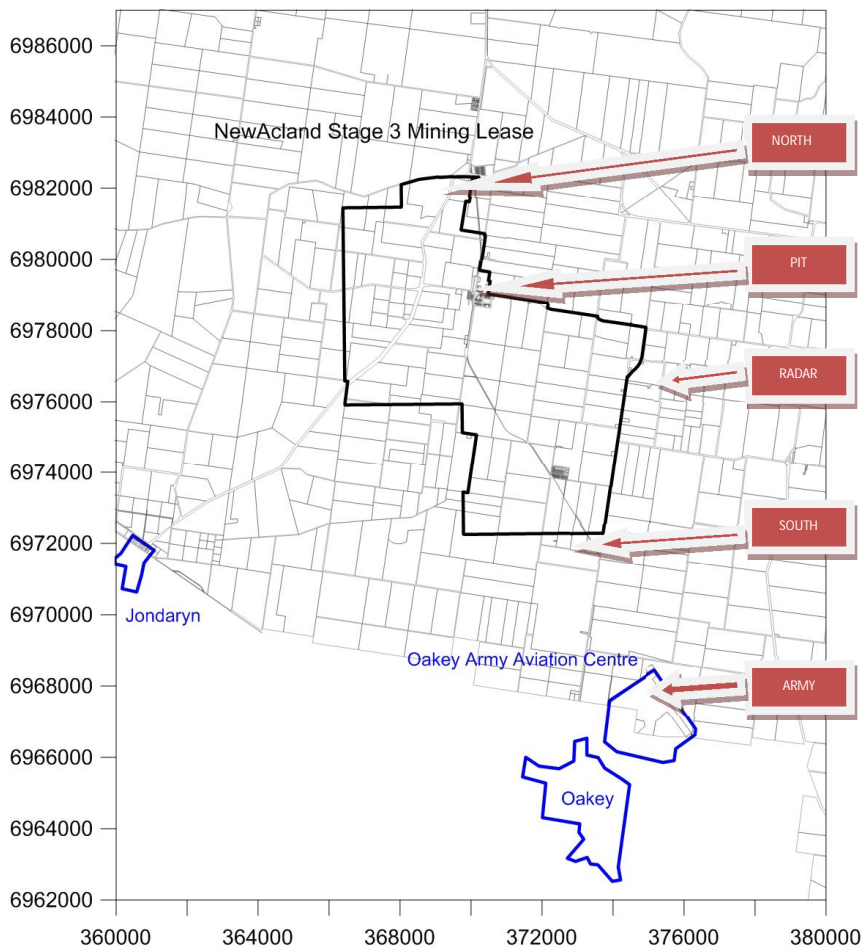 6986000
6984000
NewAcland Stage 3 Mining Lease
NORTH
6982000
6980000
PIT
6978000
RADAR
6976000
6974000
SOUTH
6972000
6970000
Jondaryn
Oakey Army Aviation Centre
6968000
ARMY
6966000
Oakey
6964000
6962000
360000 364000 368000 372000 376000 380000